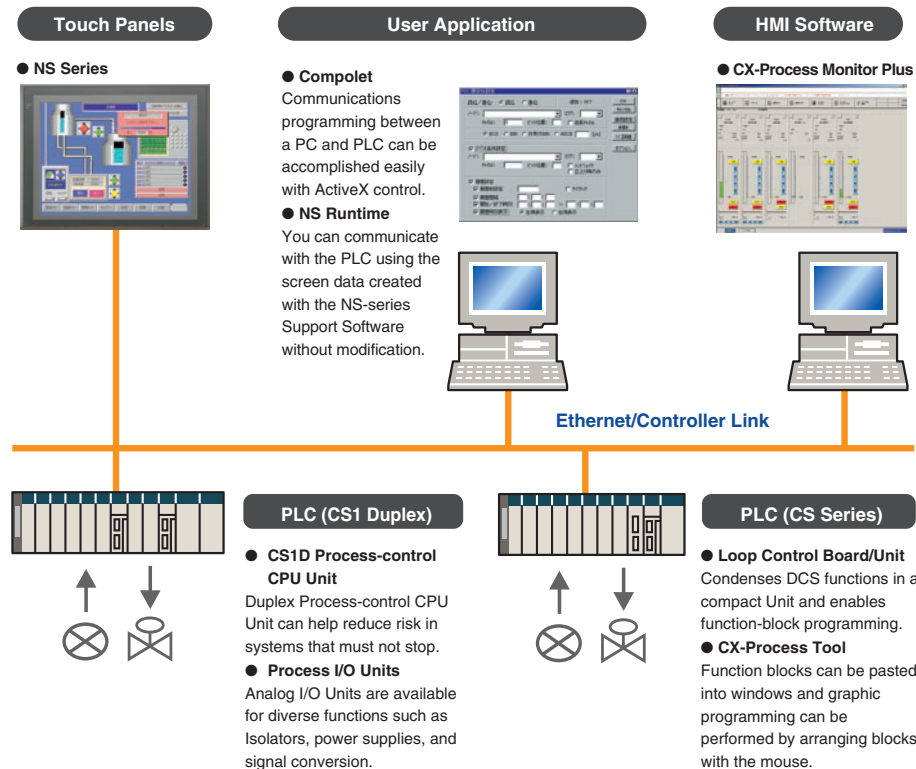 Touch Panels
User Application
HMI Software
● NS Series
● Compolet
Communications
programming between
a PC and PLC can be
accomplished easily
with ActiveX control.
● NS Runtime
You can communicate
with the PLC using the
screen data created
with the NS-series
Support Software
without modification.
● CX-Process Monitor Plus
Ethernet/Controller Link
PLC (CS1 Duplex)
● CS1D Process-control
CPU Unit
Duplex Process-control CPU
Unit can help reduce risk in
systems that must not stop.
● Process I/O Units
Analog I/O Units are available
for diverse functions such as
Isolators, power supplies, and
signal conversion.
PLC (CS Series)
● Loop Control Board/Unit
Condenses DCS functions in a
compact Unit and enables
function-block programming.
● CX-Process Tool
Function blocks can be pasted
into windows and graphic
programming can be
performed by arranging blocks
with the mouse.